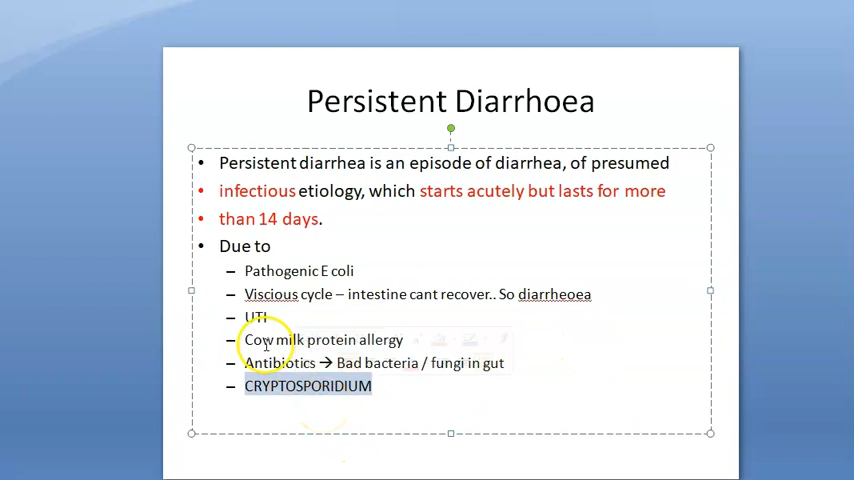 Persistent Diarrhoea
• Persistent diarrhea is an episode of diarrhea, of presumed
• infectious etiology, which starts acutely but lasts for more
• than 14 days.
• Due to
– Pathogenic E coli
– Viscious cycle – intestine cant recover.. So diarrheoea
– UTI
– Cow milk protein allergy
– Antibiotics → Bad bacteria / fungi in gut
– CRYPTOSPORIDIUM